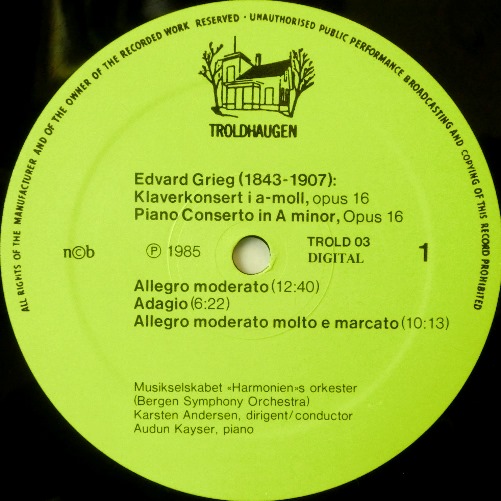 ALL RIGHTS OF THE MANUFACTURER AND OF THE OWNER OF THE RECORDED WORK RESERVED · UNAUTHORISED PUBLIC PERFORMANCE BROADCASTING AND COPYING OF THIS RECORD PROHIBITED
TROLDHAUGEN
Edvard Grieg (1843-1907):
Klaverkonsert i a-moll, opus 16
Piano Conserto in A minor, Opus 16
n©b ℗ 1985 TROLD 03 1
DIGITAL
Allegro moderato (12:40)
Adagio (6:22)
Allegro moderato molto e marcato (10:13)
Musikselskabet «Harmonien»s orkester
(Bergen Symphony Orchestra)
Karsten Andersen, dirigent/conductor
Audun Kayser, piano